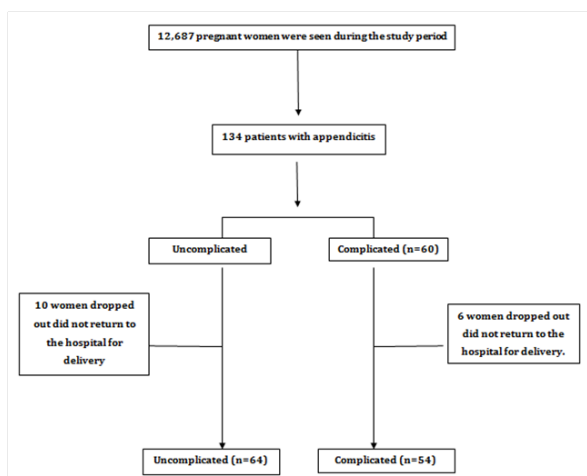 12,687 pregnant women were seen during the study period
134 patients with appendicitis
Uncomplicated
Complicated (n=60)
10 women dropped
out did not return to
the hospital for
delivery
6 women dropped out
did not return to the
hospital for delivery.
Uncomplicated (n=64)
Complicated (n=54)